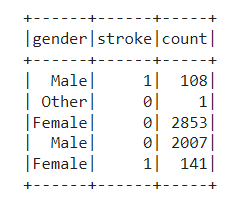 +------+------+-----+
|gender|stroke|count|
+------+------+-----+
|  Male|     1|  108|
| Other|     0|    1|
|Female|     0| 2853|
|  Male|     0| 2007|
|Female|     1|  141|
+------+------+-----+